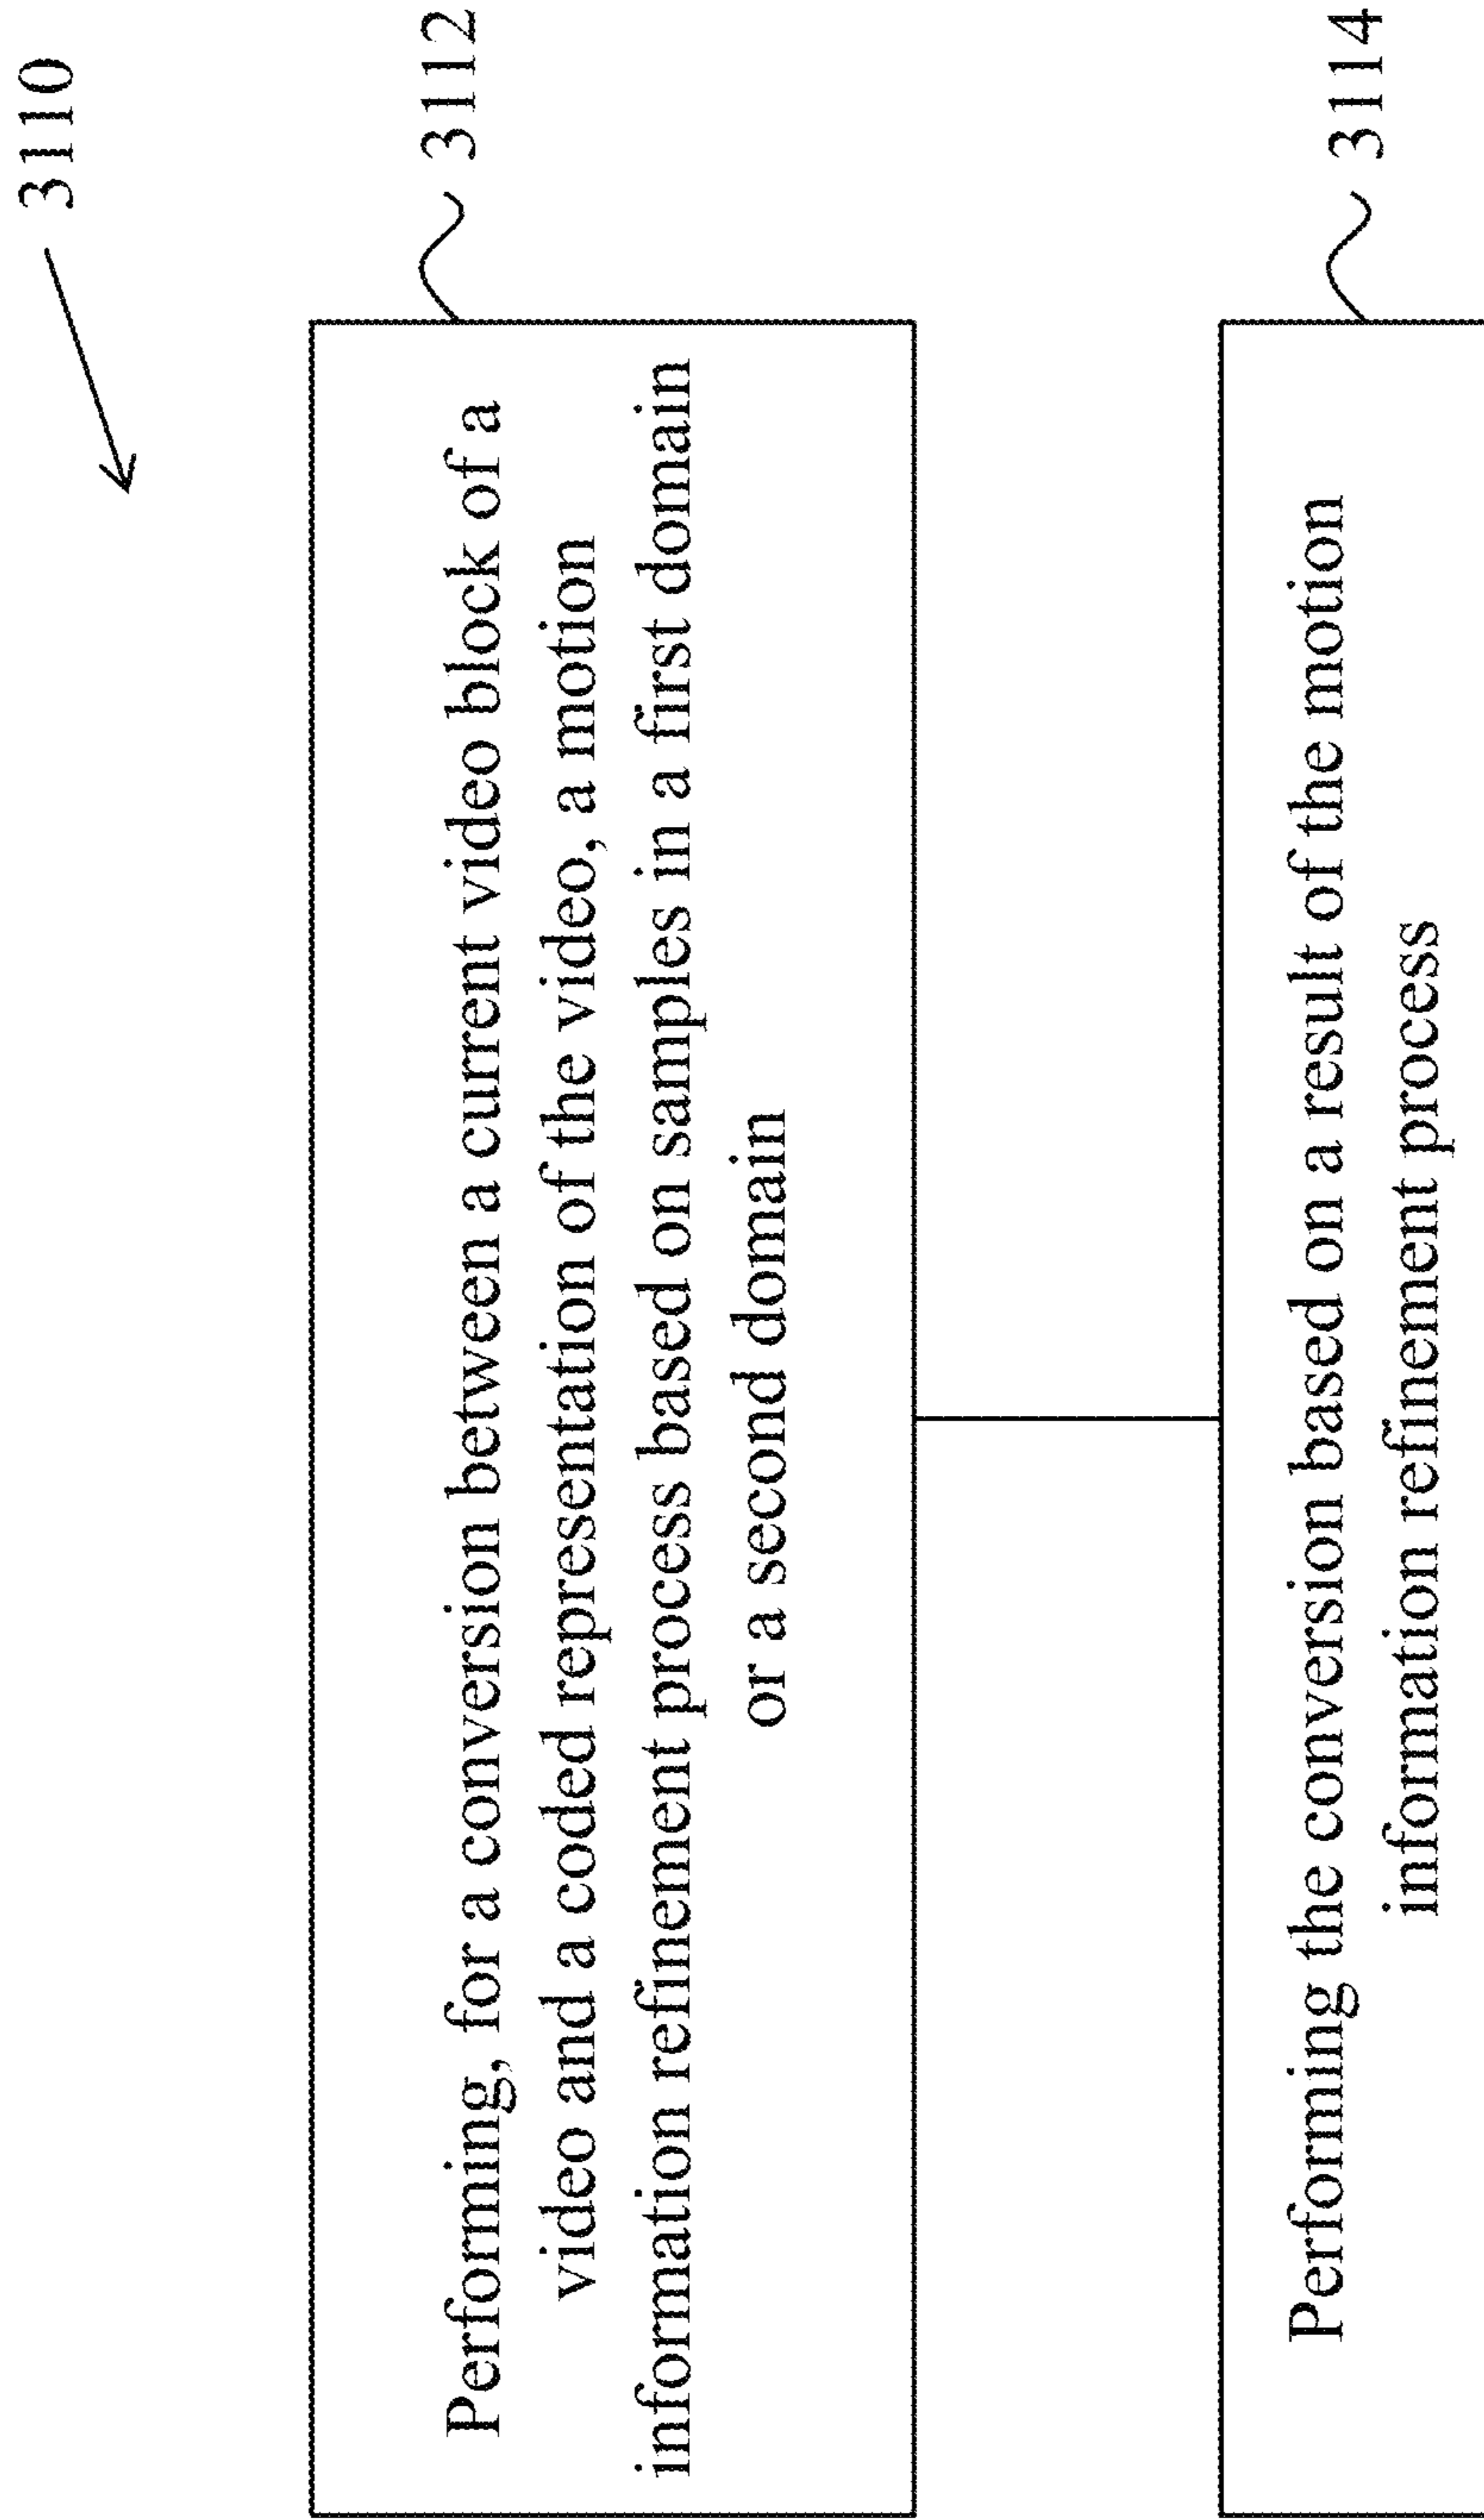 3110
Performing, for a conversion between a current video block of a
video and a coded representation of the video, a motion
information refinement process based on samples in a first domain
or a second domain
3112
Performing the conversion based on a result of the motion
information refinement process
3114